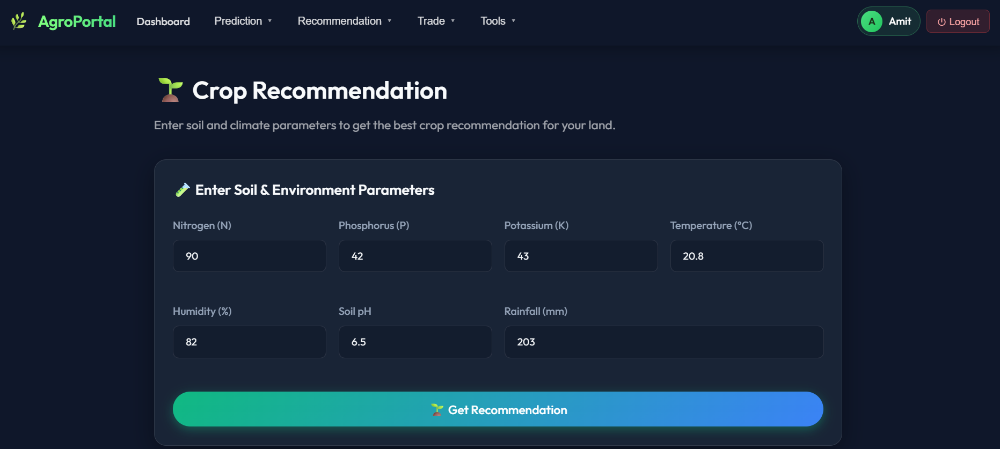 AgroPortal Dashboard Prediction ▼ Recommendation ▼ Trade ▼ Tools ▼ A Amit Logout
Crop Recommendation
Enter soil and climate parameters to get the best crop recommendation for your land.
Enter Soil & Environment Parameters
Nitrogen (N) Phosphorus (P) Potassium (K) Temperature (°C)
90 42 43 20.8
Humidity (%) Soil pH Rainfall (mm)
82 6.5 203
Get Recommendation